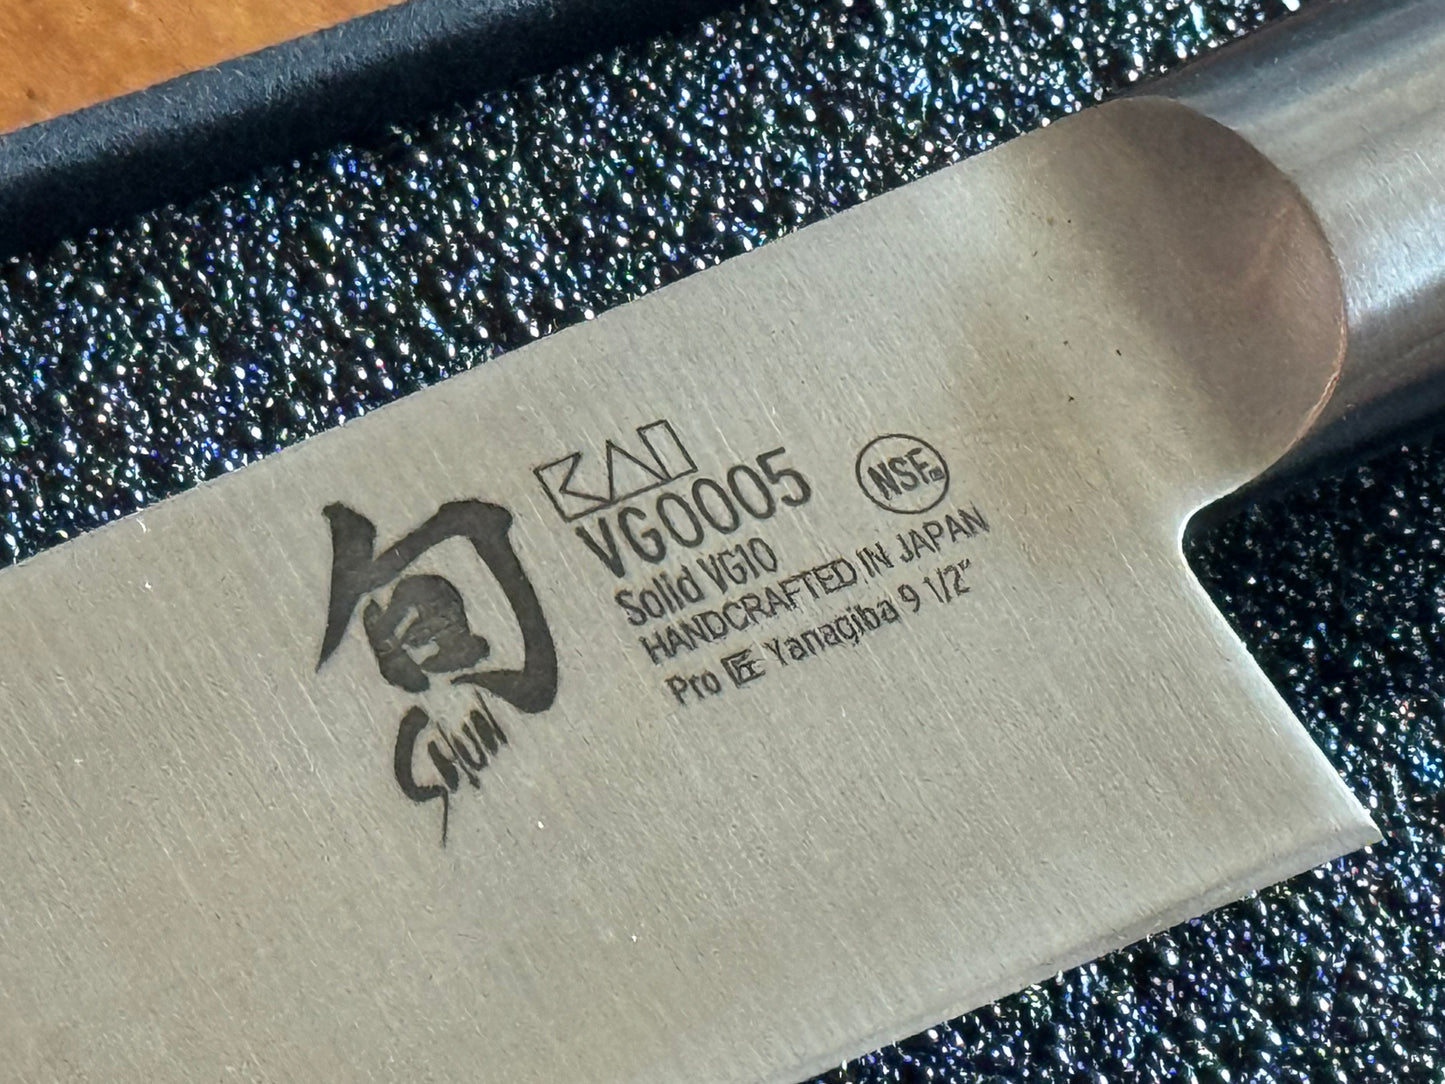 旬
Shun
KAI
VG0005
NSF
Solid VG10
HANDCRAFTED IN JAPAN
Pro 匠 Yanagiba 9 1/2"